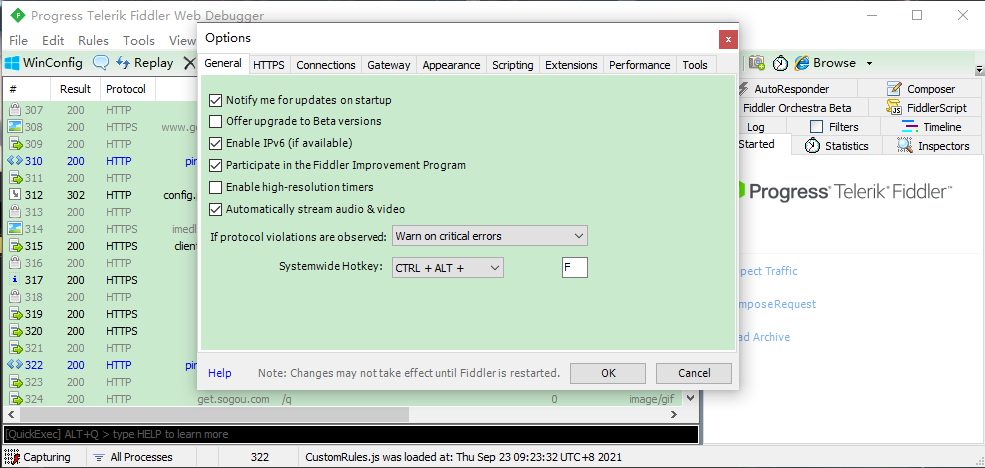 Progress Telerik Fiddler Web Debugger
File Edit Rules Tools View
WinConfig Replay Browse
Options
General HTTPS Connections Gateway Appearance Scripting Extensions Performance Tools
Notify me for updates on startup
Offer upgrade to Beta versions
Enable IPv6 (if available)
Participate in the Fiddler Improvement Program
Enable high-resolution timers
Automatically stream audio & video
If protocol violations are observed: Warn on critical errors
Systemwide Hotkey: CTRL + ALT + F
Help Note: Changes may not take effect until Fiddler is restarted. OK Cancel
# Result Protocol
307 200 HTTP
308 200 HTTPS www.g
309 200 HTTP
310 200 HTTP pin
311 200 HTTP
312 302 HTTP config.
313 200 HTTP
314 200 HTTPS imed
315 200 HTTPS client
316 200 HTTP
317 200 HTTPS
318 200 HTTP
319 200 HTTPS
320 200 HTTPS
321 200 HTTP
322 200 HTTP pin
323 200 HTTP
324 200 HTTP get.sogou.com /q 0 image/gif
AutoResponder Composer
Fiddler Orchestra Beta FiddlerScript
Log Filters Timeline
Started Statistics Inspectors
Progress Telerik Fiddler
pect Traffic
mpose Request
ad Archive
[QuickExec] ALT+Q > type HELP to learn more
Capturing All Processes 322 CustomRules.js was loaded at: Thu Sep 23 09:23:32 UTC+8 2021